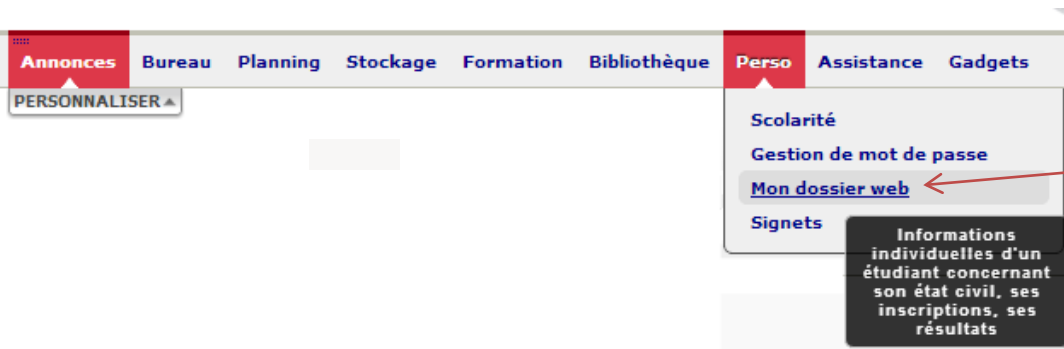 Annonces Bureau Planning Stockage Formation Bibliothèque Perso Assistance Gadgets
PERSONNALISER
Scolarité
Gestion de mot de passe
Mon dossier web
Signets
Informations
individuelles d'un
étudiant concernant
son état civil, ses
inscriptions, ses
résultats